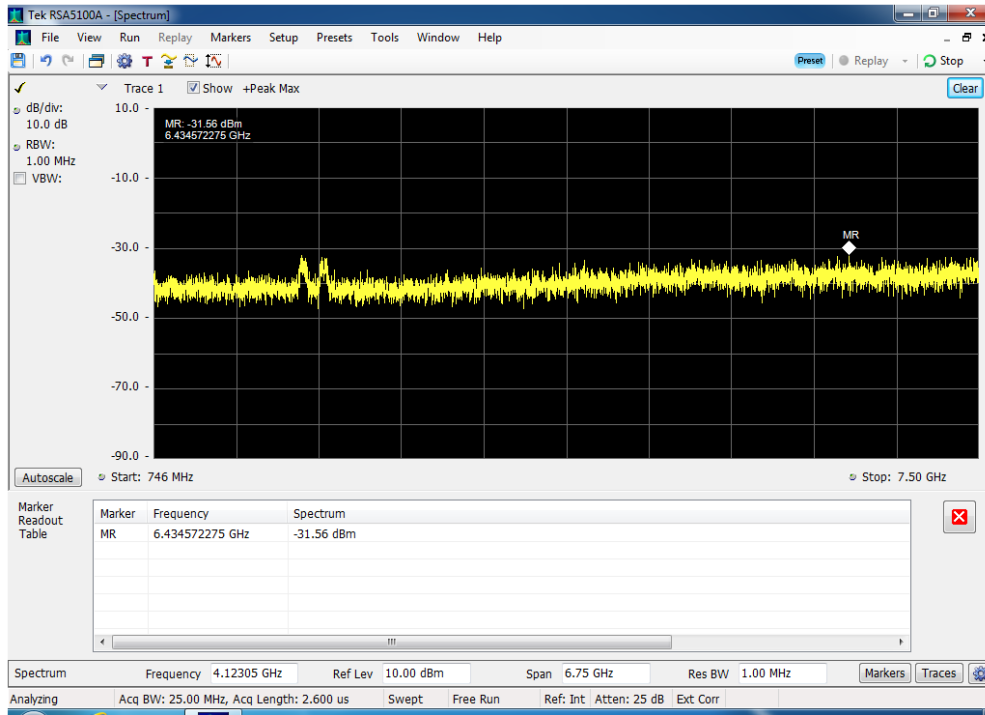 Tek RSA5100A - [Spectrum]
File View Run Replay Markers Setup Presets Tools Window Help
T Preset Replay Stop
Trace 1 Show +Peak Max Clear
dB/div:
10.0 dB
RBW:
1.00 MHz
VBW:
10.0 -
-10.0 -
-30.0 -
-50.0 -
-70.0 -
-90.0 -
MR: -31.56 dBm
6.434572275 GHz
MR
Autoscale Start: 746 MHz Stop: 7.50 GHz
Marker
Readout
Table
Marker Frequency Spectrum
MR 6.434572275 GHz -31.56 dBm
Spectrum Frequency 4.12305 GHz Ref Lev 10.00 dBm Span 6.75 GHz Res BW 1.00 MHz Markers Traces
Analyzing Acq BW: 25.00 MHz, Acq Length: 2.600 us Swept Free Run Ref: Int Atten: 25 dB Ext Corr